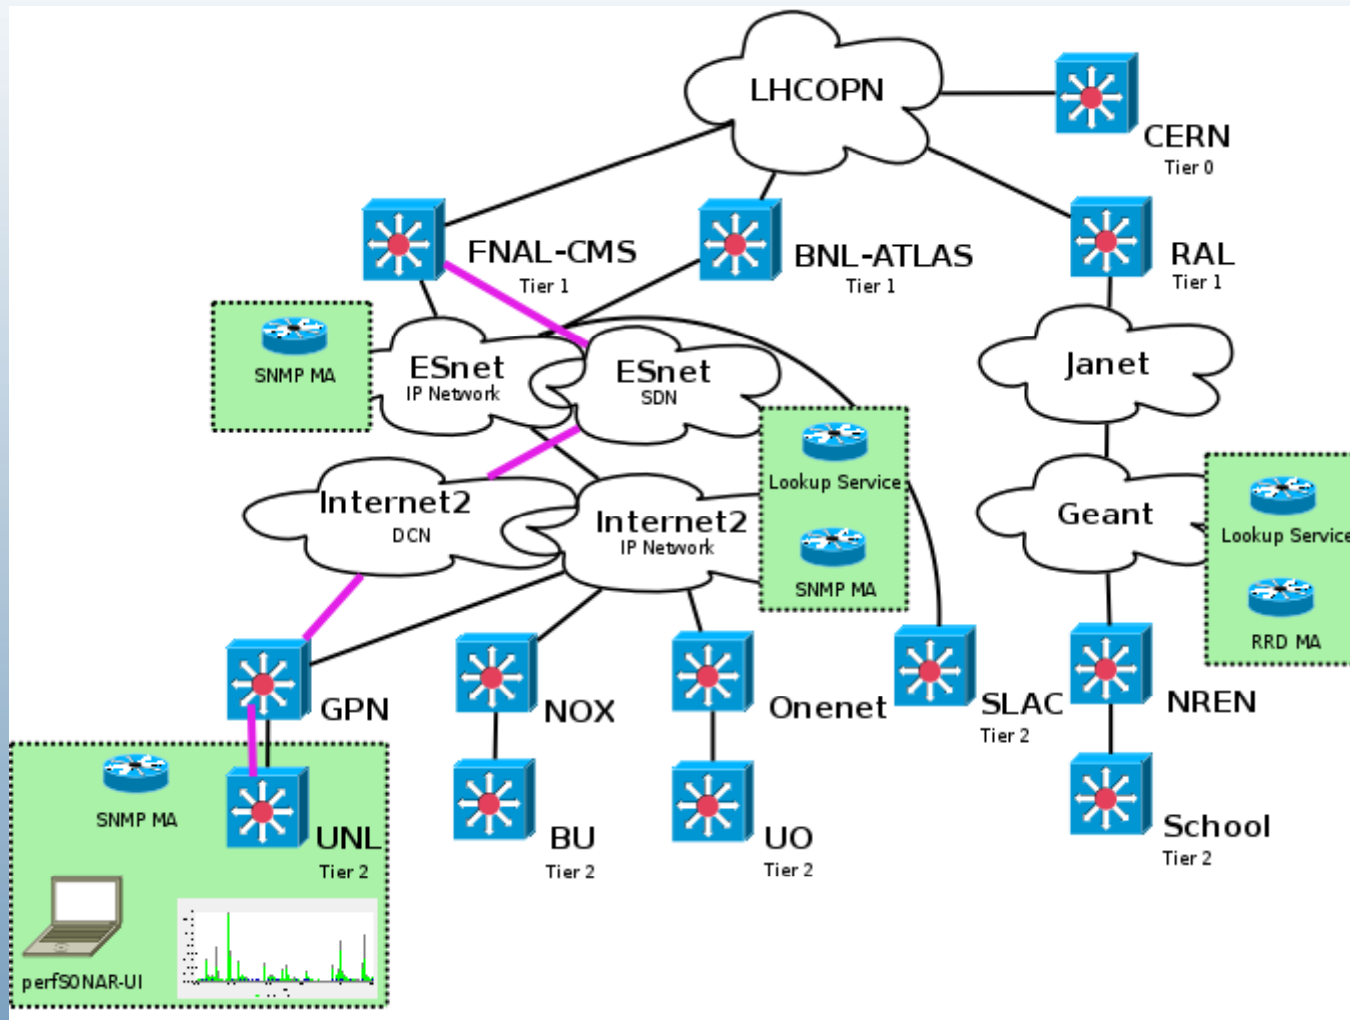 LHCOPN
CERN
Tier 0
FNAL-CMS
Tier 1
BNL-ATLAS
Tier 1
RAL
Tier 1
SNMP MA
ESnet
IP Network
ESnet
SDN
Janet
Lookup Service
SNMP MA
Internet2
DCN
Internet2
IP Network
Geant
Lookup Service
RRD MA
GPN
NOX
Onenet
SLAC
Tier 2
NREN
SNMP MA
UNL
Tier 2
BU
Tier 2
UO
Tier 2
School
Tier 2
perfSONAR-UI